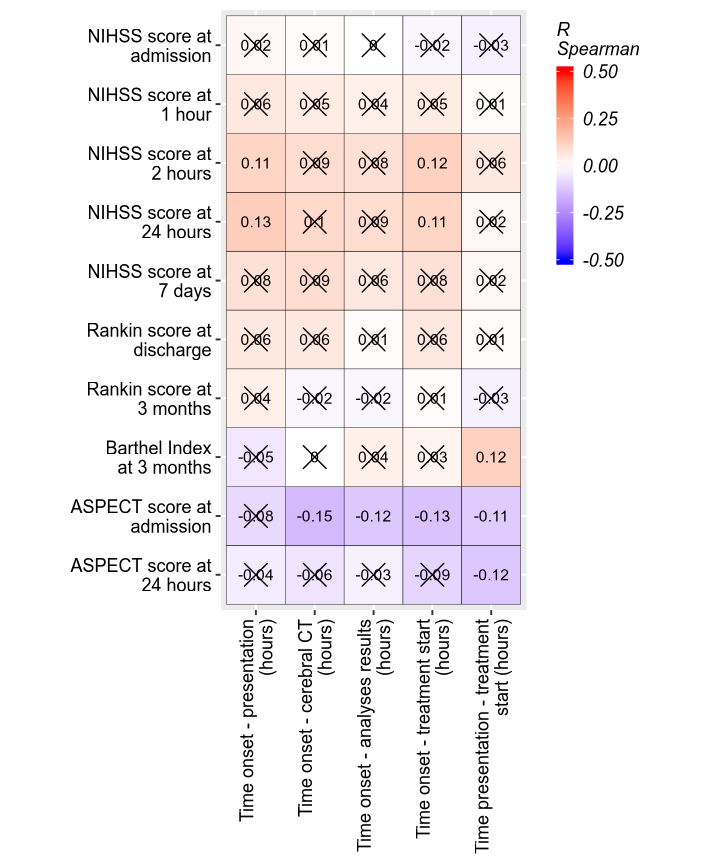 R
Spearman
0.50
0.25
0.00
-0.25
-0.50
NIHSS score at
admission
0.02 0.01 0 -0.02 -0.03
NIHSS score at
1 hour
0.06 0.05 0.04 0.05 0.01
NIHSS score at
2 hours
0.11 0.09 0.08 0.12 0.06
NIHSS score at
24 hours
0.13 0.1 0.09 0.11 0.02
NIHSS score at
7 days
0.08 0.09 0.06 0.08 0.02
Rankin score at
discharge
0.06 0.06 0.01 0.06 0.01
Rankin score at
3 months
0.04 -0.02 -0.02 0.01 -0.03
Barthel Index
at 3 months
-0.05 0 0.04 0.03 0.12
ASPECT score at
admission
-0.08 -0.15 -0.12 -0.13 -0.11
ASPECT score at
24 hours
-0.04 -0.06 -0.03 -0.09 -0.12
Time onset - presentation
(hours)
Time onset - cerebral CT
(hours)
Time onset - analyses results
(hours)
Time onset - treatment start
(hours)
Time presentation - treatment
start (hours)